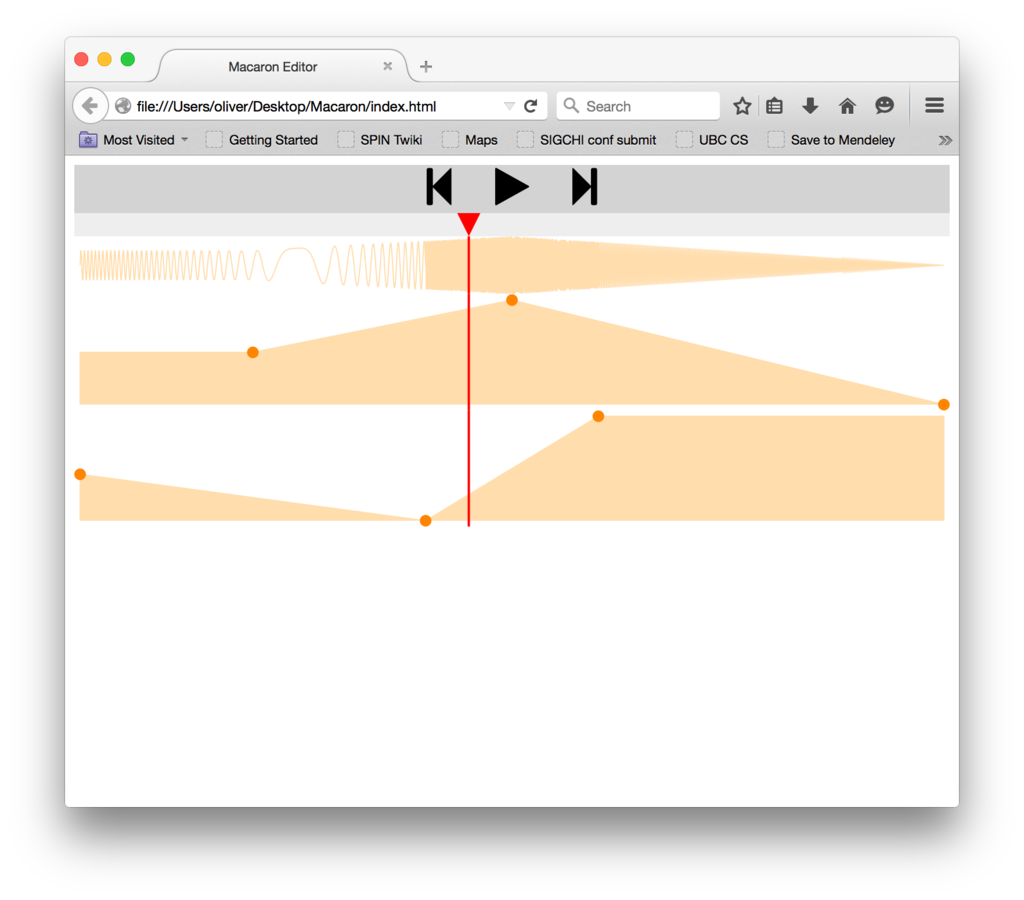 Macaron Editor
file:///Users/oliver/Desktop/Macaron/index.html Search
Most Visited Getting Started SPIN Twiki Maps SIGCHI conf submit UBC CS Save to Mendeley